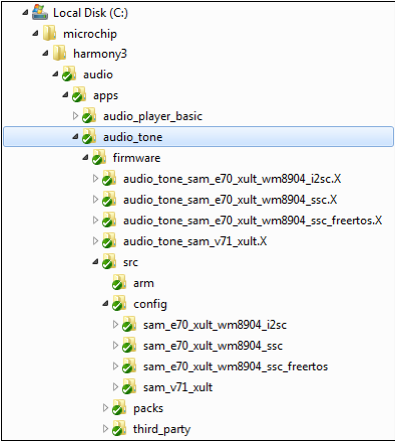 Local Disk (C:)
microchip
harmony3
audio
apps
audio_player_basic
audio_tone
firmware
audio_tone_sam_e70_xult_wm8904_i2sc.X
audio_tone_sam_e70_xult_wm8904_ssc.X
audio_tone_sam_e70_xult_wm8904_ssc_freertos.X
audio_tone_sam_v71_xult.X
src
arm
config
sam_e70_xult_wm8904_i2sc
sam_e70_xult_wm8904_ssc
sam_e70_xult_wm8904_ssc_freertos
sam_v71_xult
packs
third_party